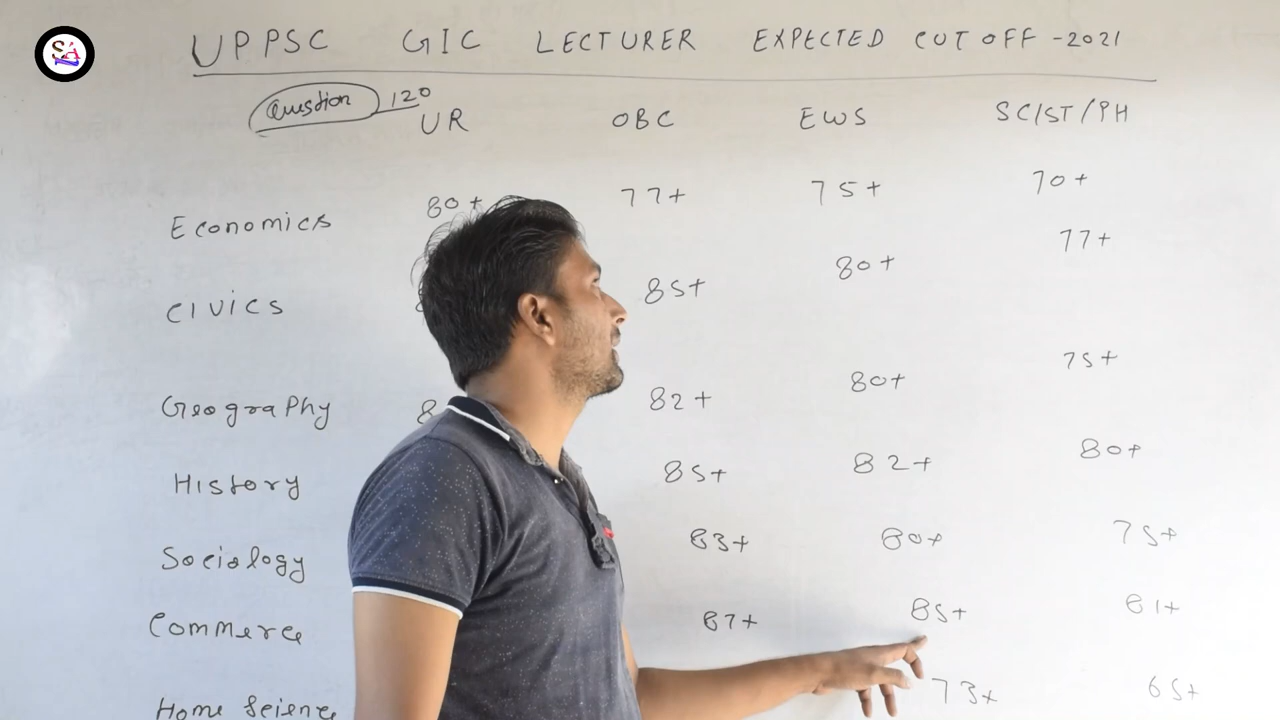 UPPSC GIC LECTURER EXPECTED CUT OFF -2021
Question 120
UR OBC EWS SC/ST/PH
Economics 80+ 77+ 75+ 70+
CIVICS 85+ 80+ 77+
Geography 82+ 80+ 75+
History 85+ 82+ 80+
Sociology 83+ 80+ 75+
Commerce 87+ 85+ 81+
Home Science 73+ 65+